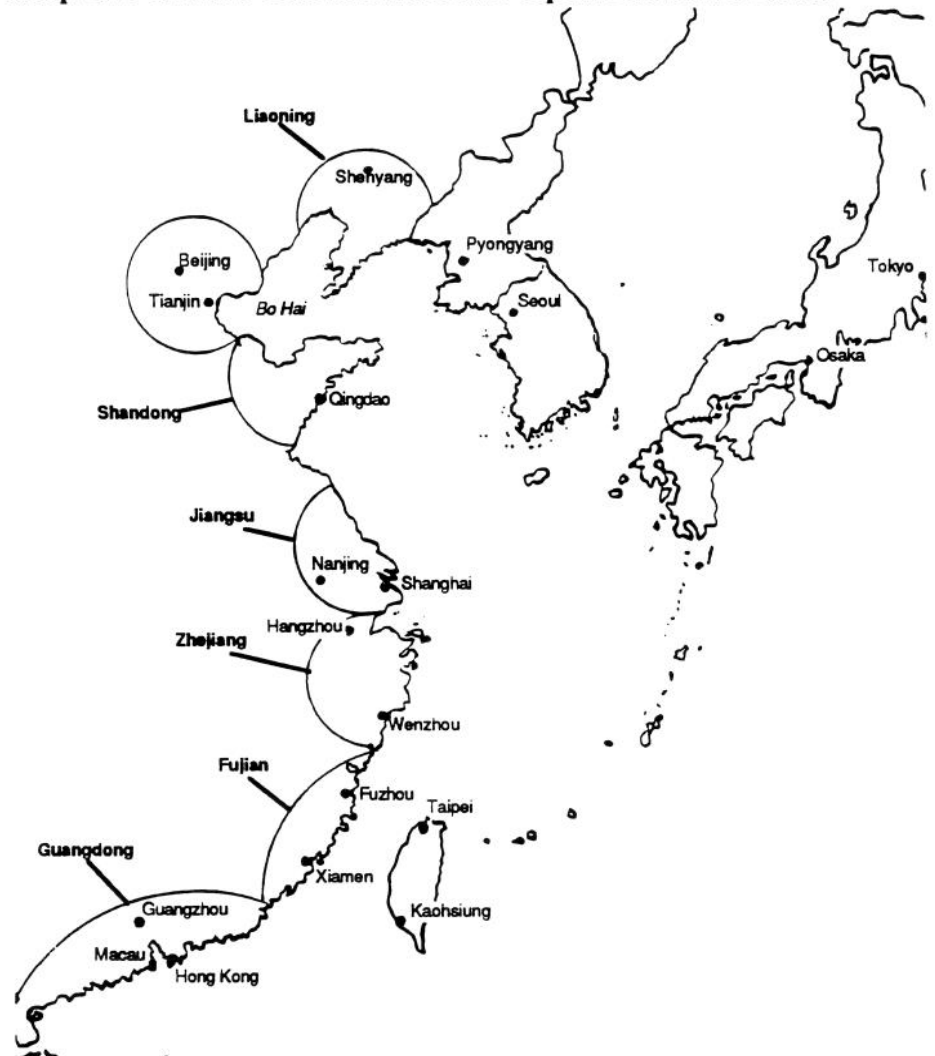 Liaoning
Shenyang
Beijing
Tianjin
Bo Hai
Pyongyang
Seoul
Tokyo
Osaka
Qingdao
Shandong
Jiangsu
Nanjing
Shanghai
Hangzhou
Zhejiang
Wenzhou
Fujian
Fuzhou
Taipei
Guangdong
Xiamen
Guangzhou
Kaohsiung
Macau
Hong Kong